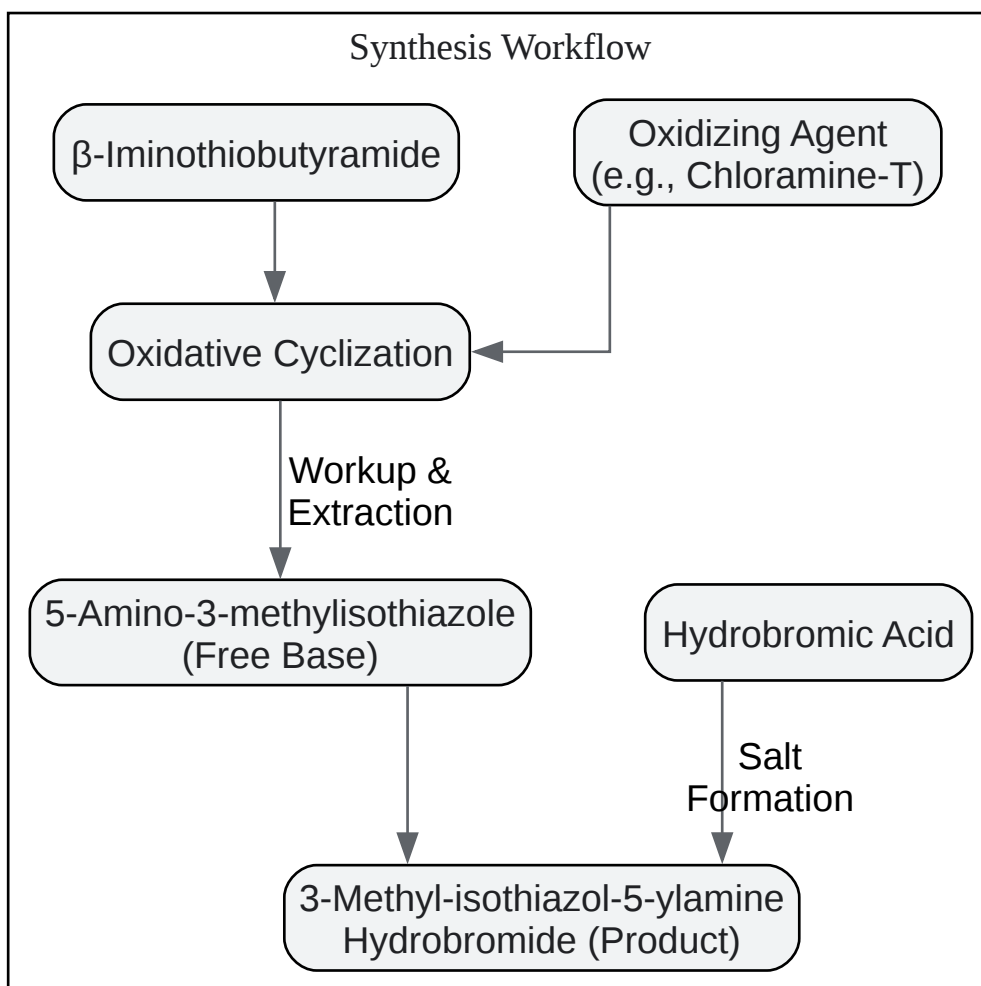 Synthesis Workflow
β-Iminothiobutyramide
Oxidizing Agent
(e.g., Chloramine-T)
Oxidative Cyclization
Workup &
Extraction
5-Amino-3-methylisothiazole
(Free Base)
Hydrobromic Acid
Salt
Formation
3-Methyl-isothiazol-5-ylamine
Hydrobromide (Product)